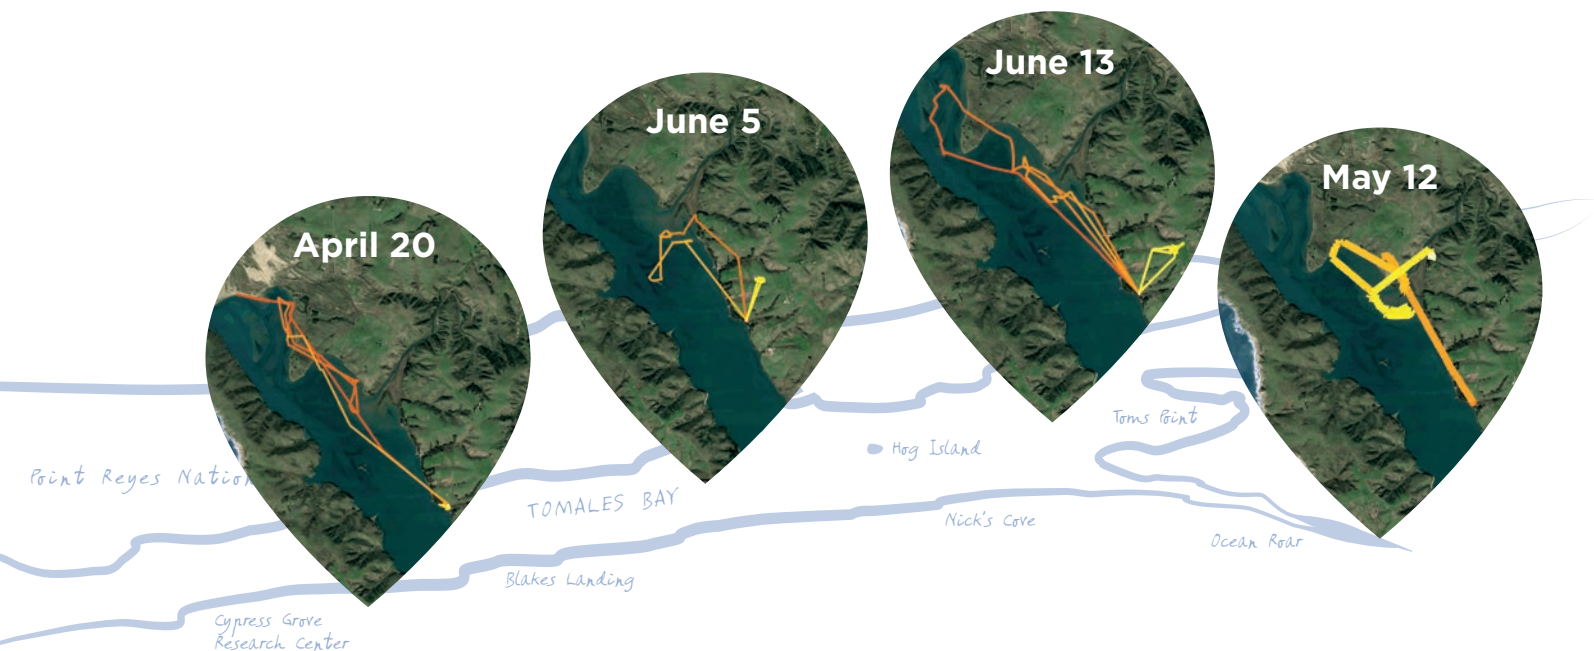 April 20
June 5
June 13
May 12
Point Reyes Nation
TOMALES BAY
Hog Island
Toms Point
Nick's Cove
Ocean Roar
Blakes Landing
Cypress Grove
Research Center